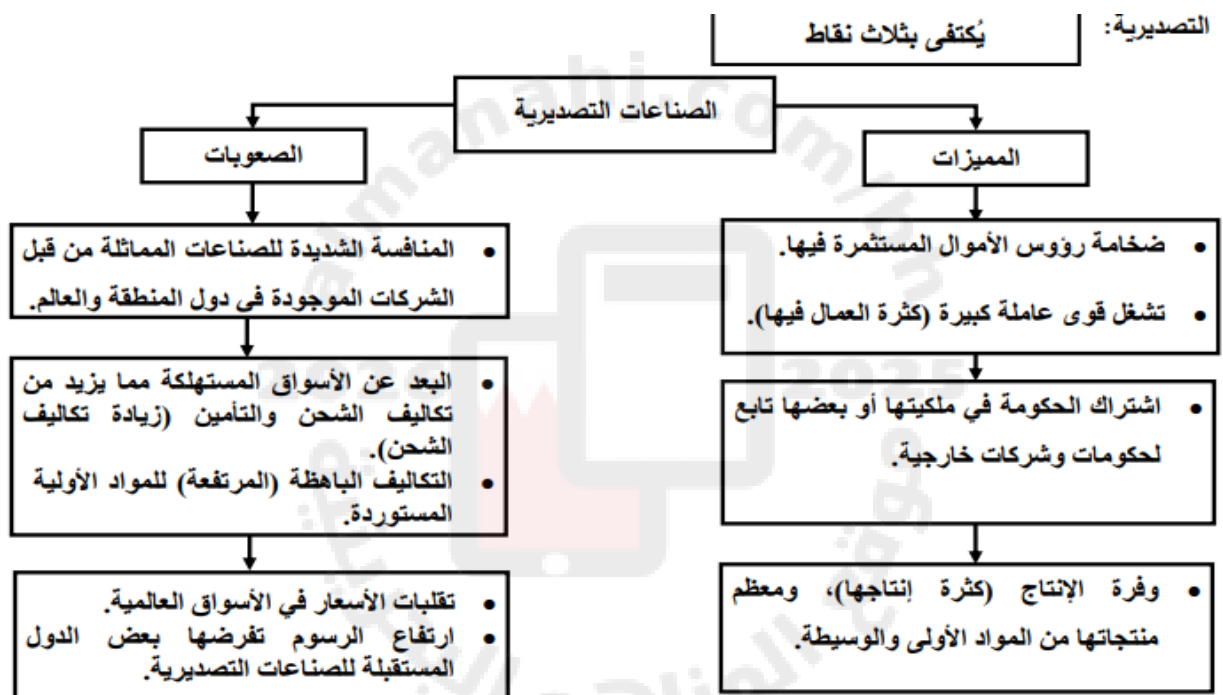 التصديرية:
يُكتفى بثلاث نقاط
الصناعات التصديرية
المميزات
• ضخامة رؤوس الأموال المستثمرة فيها.
• تشغل قوى عاملة كبيرة (كثرة العمال فيها).
• اشتراك الحكومة في ملكيتها أو بعضها تابع
لحكومات وشركات خارجية.
• وفرة الإنتاج (كثرة إنتاجها)، ومعظم
منتجاتها من المواد الأولى والوسيطة.
الصعوبات
• المنافسة الشديدة للصناعات المماثلة من قبل
الشركات الموجودة في دول المنطقة والعالم.
• البعد عن الأسواق المستهلكة مما يزيد من
تكاليف الشحن والتأمين (زيادة تكاليف
الشحن).
• التكاليف الباهظة (المرتفعة) للمواد الأولية
المستوردة.
• تقلبات الأسعار في الأسواق العالمية.
• ارتفاع الرسوم تفرضها بعض الدول
المستقبلة للصناعات التصديرية.
almanahi.com/bh
2025